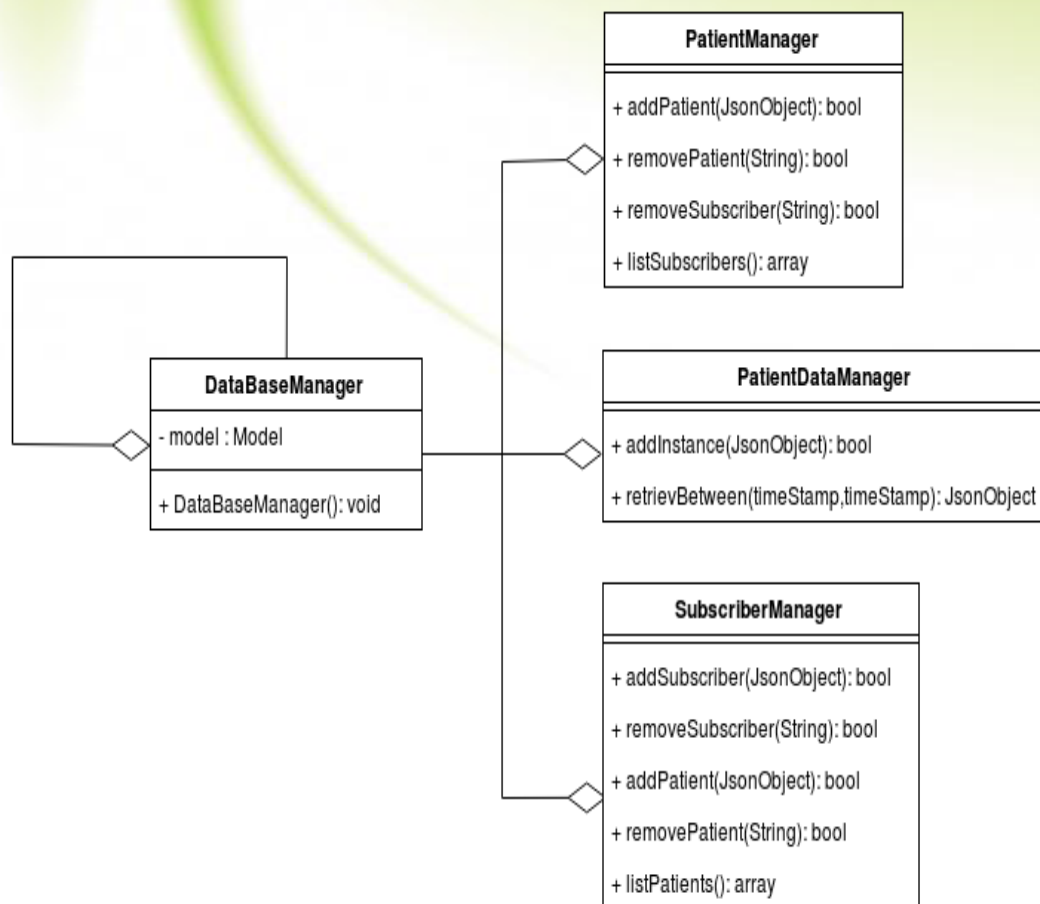 PatientManager
+ addPatient(JsonObject): bool
+ removePatient(String): bool
+ removeSubscriber(String): bool
+ listSubscribers(): array
DataBaseManager
- model : Model
+ DataBaseManager(): void
PatientDataManager
+ addInstance(JsonObject): bool
+ retrievBetween(timeStamp,timeStamp): JsonObject
SubscriberManager
+ addSubscriber(JsonObject): bool
+ removeSubscriber(String): bool
+ addPatient(JsonObject): bool
+ removePatient(String): bool
+ listPatients(): array